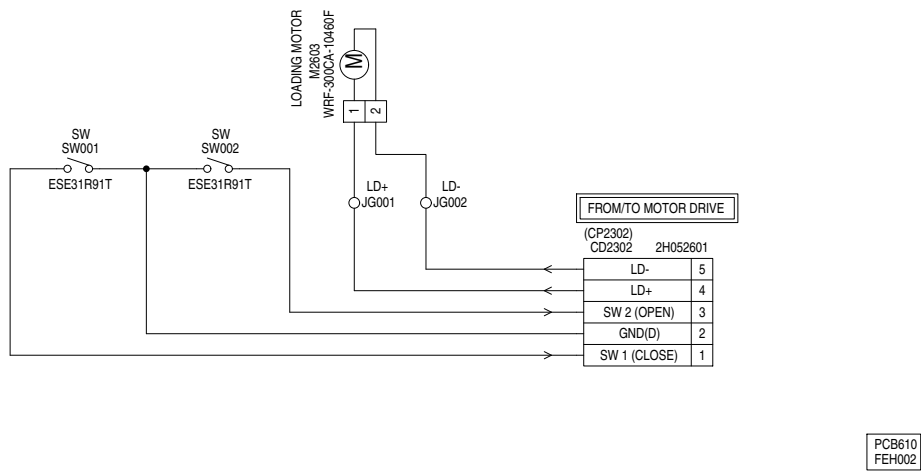 LOADING MOTOR
M2603
WRF-300CA-10460F
M
1 2
SW
SW001
ESE31R91T
SW
SW002
ESE31R91T
LD+
JG001
LD-
JG002
FROM/TO MOTOR DRIVE
(CP2302)
CD2302 2H052601
LD- 5
LD+ 4
SW 2 (OPEN) 3
GND(D) 2
SW 1 (CLOSE) 1
PCB610
FEH002